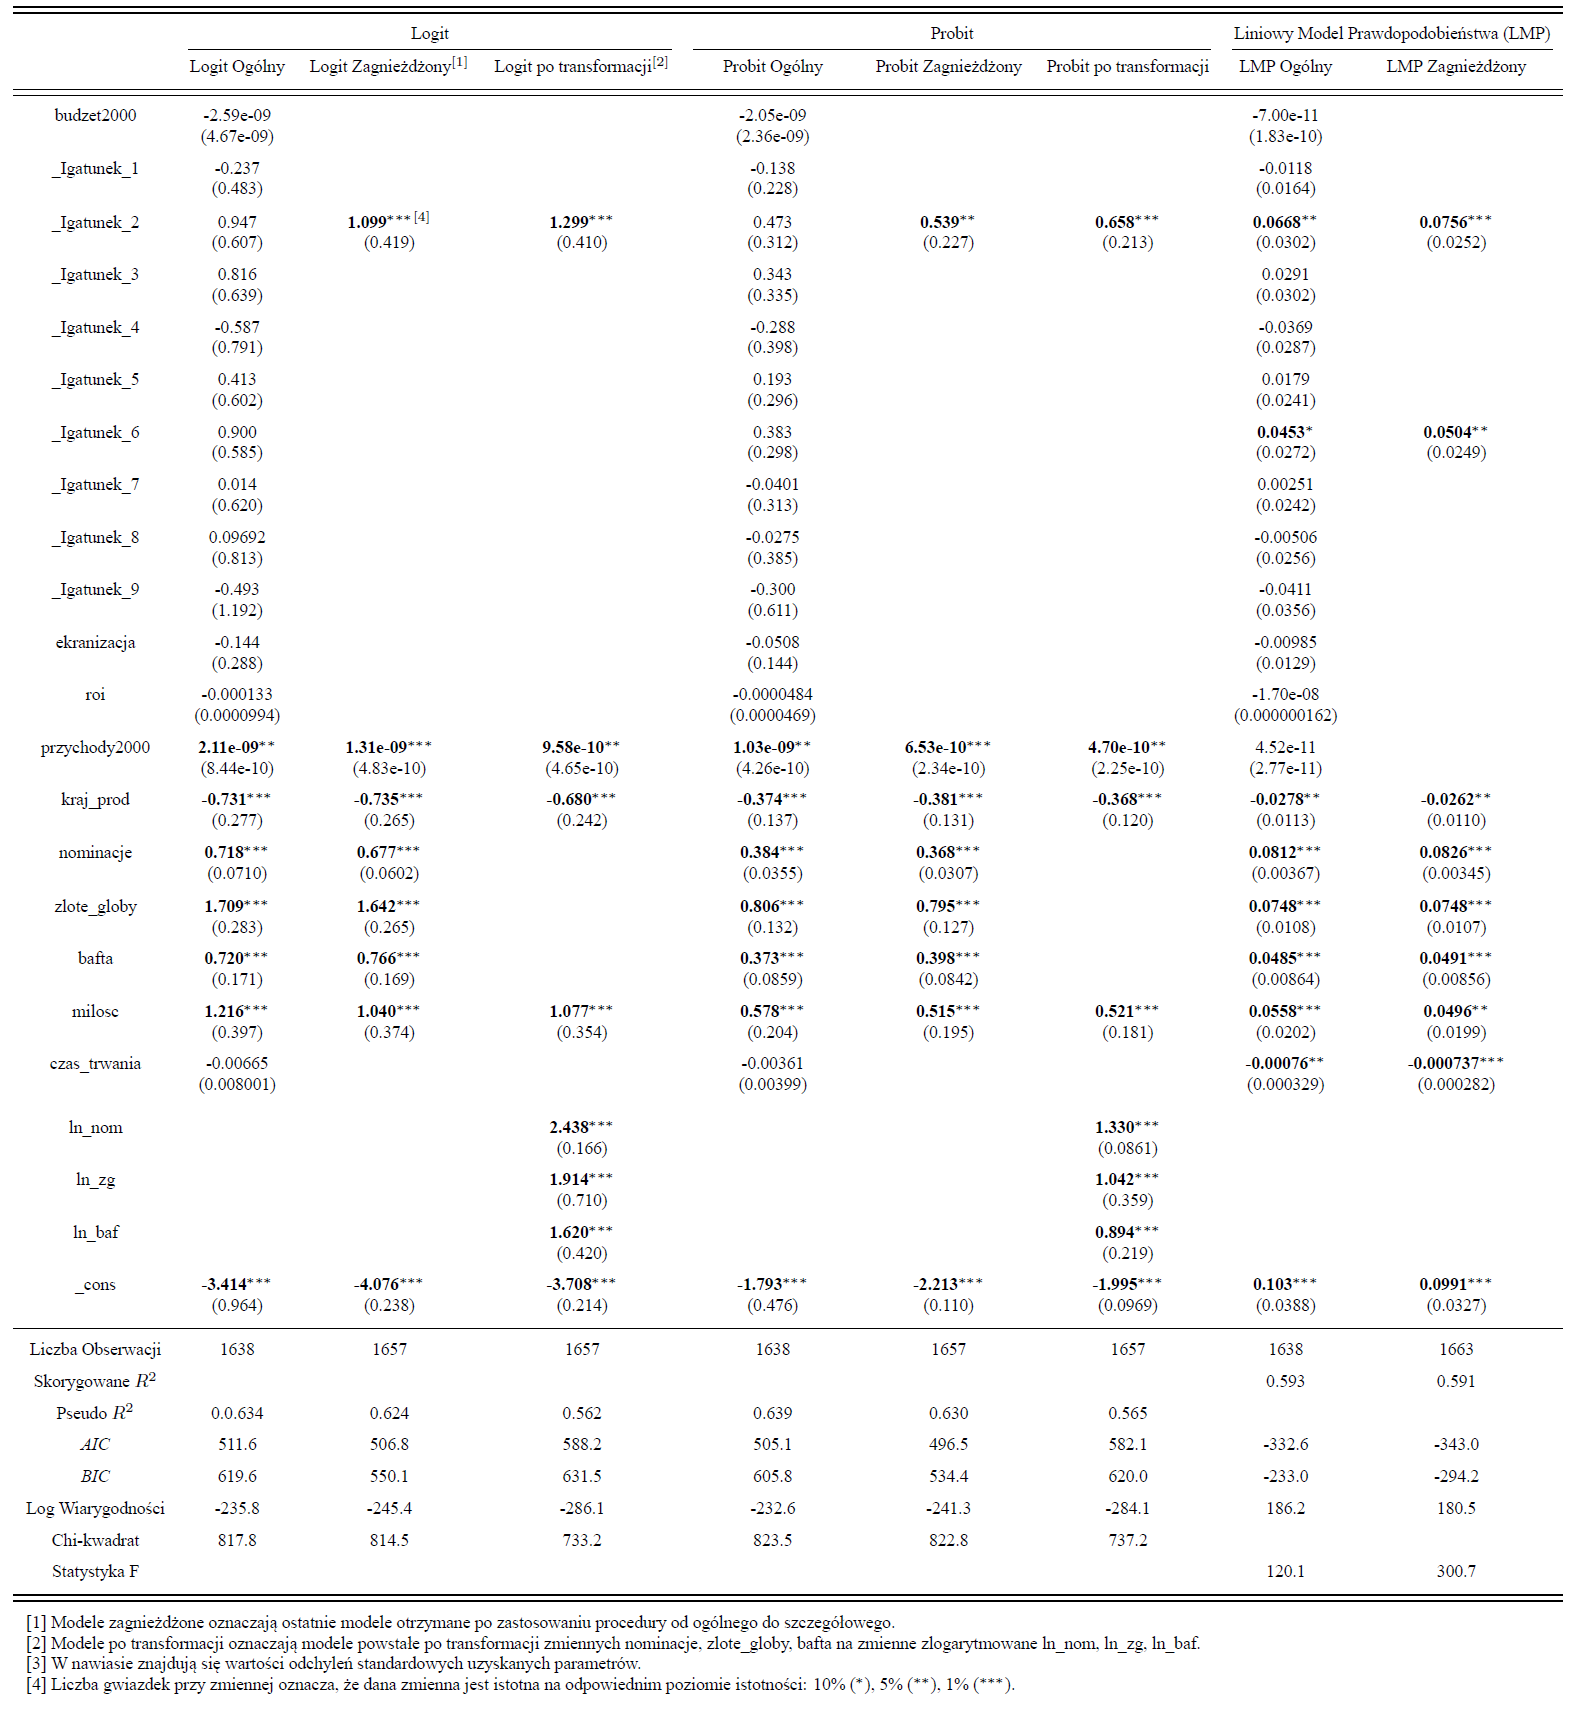 Logit Probit Liniowy Model Prawdopodobieństwa (LMP)
Logit Ogólny Logit Zagnieżdżony[1] Logit po transformacji[2] Probit Ogólny Probit Zagnieżdżony Probit po transformacji LMP Ogólny LMP Zagnieżdżony
budzet2000 -2.59e-09 -2.05e-09 -7.00e-11
(4.67e-09) (2.36e-09) (1.83e-10)
_Igatunek_1 -0.237 -0.138 -0.0118
(0.483) (0.228) (0.0164)
_Igatunek_2 0.947 1.099***[4] 1.299*** 0.473 0.539** 0.658*** 0.0668** 0.0756***
(0.607) (0.419) (0.410) (0.312) (0.227) (0.213) (0.0302) (0.0252)
_Igatunek_3 0.816 0.343 0.0291
(0.639) (0.335) (0.0302)
_Igatunek_4 -0.587 -0.288 -0.0369
(0.791) (0.398) (0.0287)
_Igatunek_5 0.413 0.193 0.0179
(0.602) (0.296) (0.0241)
_Igatunek_6 0.900 0.383 0.0453* 0.0504**
(0.585) (0.298) (0.0272) (0.0249)
_Igatunek_7 0.014 -0.0401 0.00251
(0.620) (0.313) (0.0242)
_Igatunek_8 0.09692 -0.0275 -0.00506
(0.813) (0.385) (0.0256)
_Igatunek_9 -0.493 -0.300 -0.0411
(1.192) (0.611) (0.0356)
ekranizacja -0.144 -0.0508 -0.00985
(0.288) (0.144) (0.0129)
roi -0.000133 -0.0000484 -1.70e-08
(0.0000994) (0.0000469) (0.000000162)
przychody2000 2.11e-09** 1.31e-09*** 9.58e-10** 1.03e-09** 6.53e-10*** 4.70e-10** 4.52e-11
(8.44e-10) (4.83e-10) (4.65e-10) (4.26e-10) (2.34e-10) (2.25e-10) (2.77e-11)
kraj_prod -0.731*** -0.735*** -0.680*** -0.374*** -0.381*** -0.368*** -0.0278** -0.0262**
(0.277) (0.265) (0.242) (0.137) (0.131) (0.120) (0.0113) (0.0110)
nominacje 0.718*** 0.677*** 0.384*** 0.368*** 0.0812*** 0.0826***
(0.0710) (0.0602) (0.0355) (0.0307) (0.00367) (0.00345)
zlote_globy 1.709*** 1.642*** 0.806*** 0.795*** 0.0748*** 0.0748***
(0.283) (0.265) (0.132) (0.127) (0.0108) (0.0107)
bafta 0.720*** 0.766*** 0.373*** 0.398*** 0.0485*** 0.0491***
(0.171) (0.169) (0.0859) (0.0842) (0.00864) (0.00856)
milosc 1.216*** 1.040*** 1.077*** 0.578*** 0.515*** 0.521*** 0.0558*** 0.0496**
(0.397) (0.374) (0.354) (0.204) (0.195) (0.181) (0.0202) (0.0199)
czas_trwania -0.00665 -0.00361 -0.00076** -0.000737***
(0.008001) (0.00399) (0.000329) (0.000282)
ln_nom 2.438*** 1.330***
(0.166) (0.0861)
ln_zg 1.914*** 1.042***
(0.710) (0.359)
ln_baf 1.620*** 0.894***
(0.420) (0.219)
_cons -3.414*** -4.076*** -3.708*** -1.793*** -2.213*** -1.995*** 0.103*** 0.0991***
(0.964) (0.238) (0.214) (0.476) (0.110) (0.0969) (0.0388) (0.0327)
Liczba Obserwacji 1638 1657 1657 1638 1657 1657 1638 1663
Skorygowane R² 0.593 0.591
Pseudo R² 0.0.634 0.624 0.562 0.639 0.630 0.565
AIC 511.6 506.8 588.2 505.1 496.5 582.1 -332.6 -343.0
BIC 619.6 550.1 631.5 605.8 534.4 620.0 -233.0 -294.2
Log Wiarygodności -235.8 -245.4 -286.1 -232.6 -241.3 -284.1 186.2 180.5
Chi-kwadrat 817.8 814.5 733.2 823.5 822.8 737.2
Statystyka F 120.1 300.7
[1] Modele zagnieżdżone oznaczają ostatnie modele otrzymane po zastosowaniu procedury od ogólnego do szczegółowego.
[2] Modele po transformacji oznaczają modele powstałe po transformacji zmiennych nominacje, zlote_globy, bafta na zmienne zlogarytmowane ln_nom, ln_zg, ln_baf.
[3] W nawiasie znajdują się wartości odchyleń standardowych uzyskanych parametrów.
[4] Liczba gwiazdek przy zmiennej oznacza, że dana zmienna jest istotna na odpowiednim poziomie istotności: 10% (*), 5% (**), 1% (***).